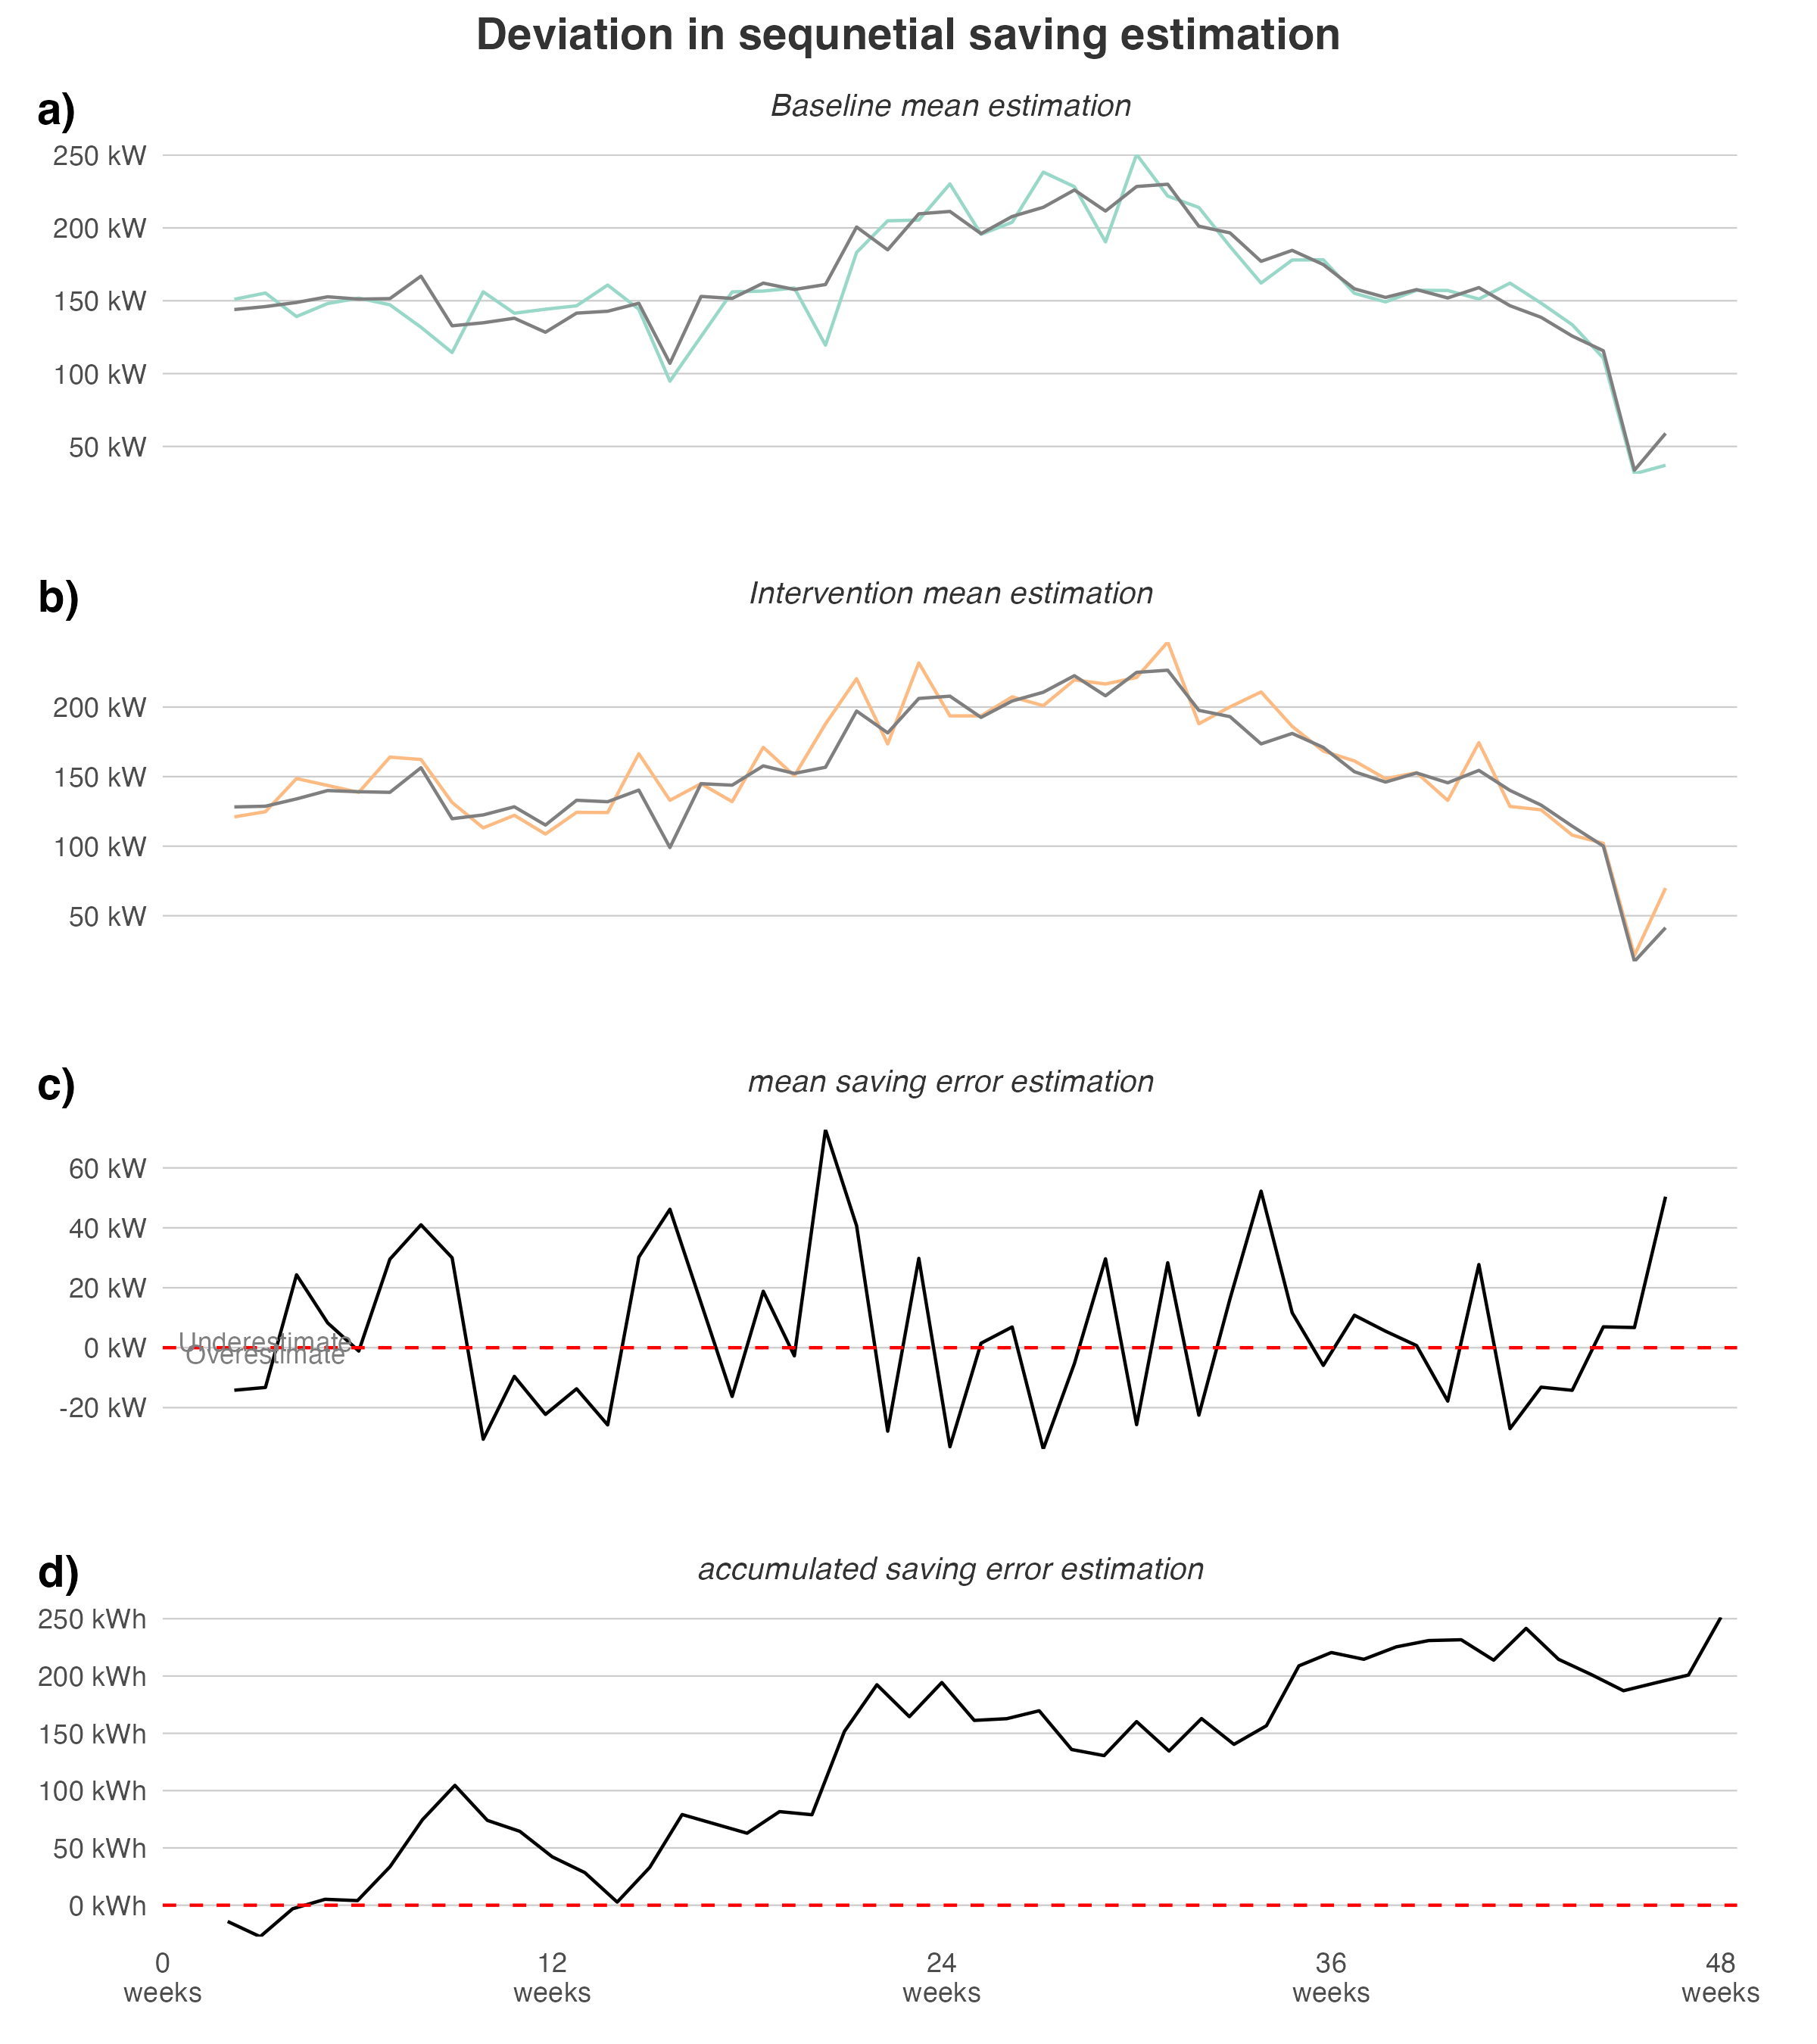 Deviation in sequnetial saving estimation
a)
Baseline mean estimation
250 kW
200 kW
150 kW
100 kW
50 kW
b)
Intervention mean estimation
200 kW
150 kW
100 kW
50 kW
c)
mean saving error estimation
60 kW
40 kW
20 kW
0 kW
-20 kW
Underestimate
Overestimate
d)
accumulated saving error estimation
250 kWh
200 kWh
150 kWh
100 kWh
50 kWh
0 kWh
0 12 24 36 48
weeks weeks weeks weeks weeks